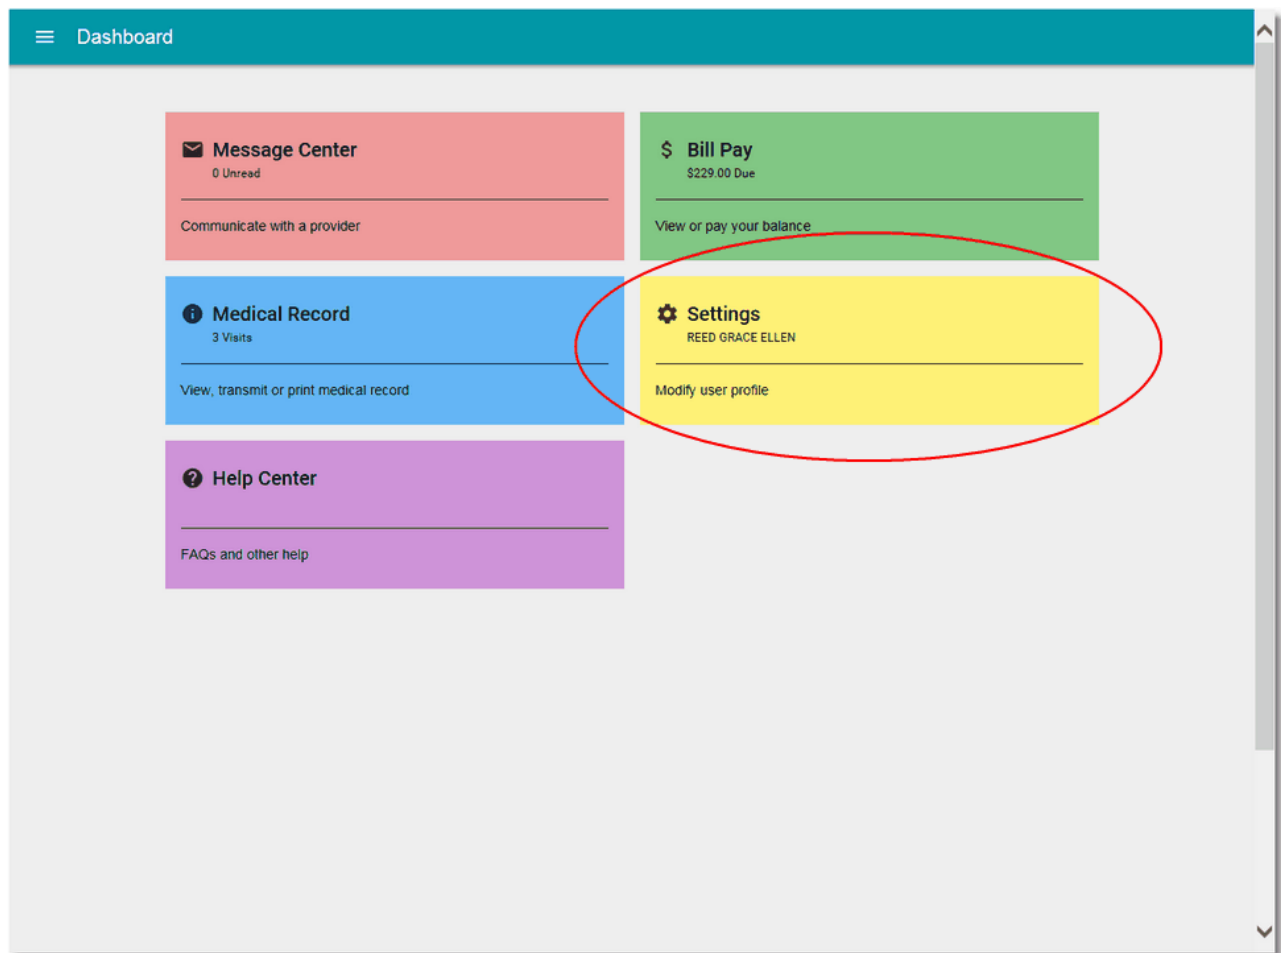 Dashboard
Message Center
0 Unread
Communicate with a provider
Bill Pay
$229.00 Due
View or pay your balance
Medical Record
3 Visits
View, transmit or print medical record
Settings
REED GRACE ELLEN
Modify user profile
Help Center
FAQs and other help